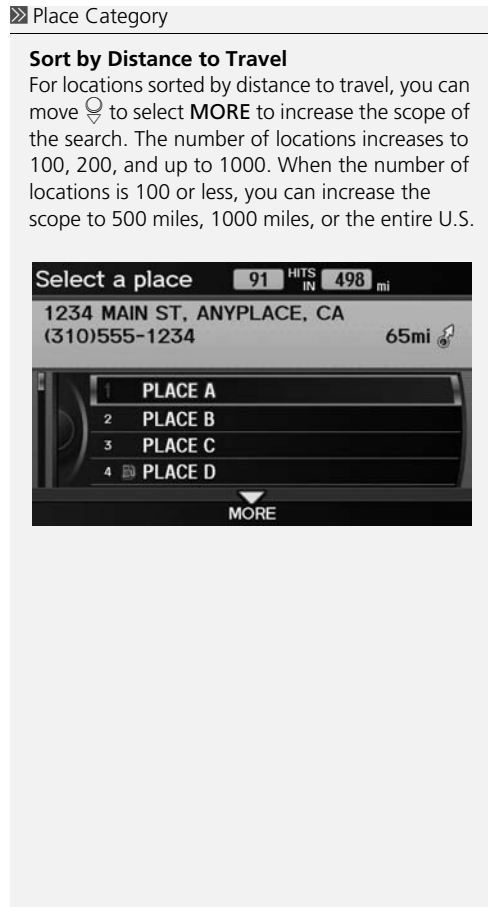 Place Category
Sort by Distance to Travel
For locations sorted by distance to travel, you can
move to select MORE to increase the scope of
the search. The number of locations increases to
100, 200, and up to 1000. When the number of
locations is 100 or less, you can increase the
scope to 500 miles, 1000 miles, or the entire U.S.
Select a place 91 HITS IN 498 mi
1234 MAIN ST, ANYPLACE, CA
(310)555-1234 65mi
1 PLACE A
2 PLACE B
3 PLACE C
4 PLACE D
MORE